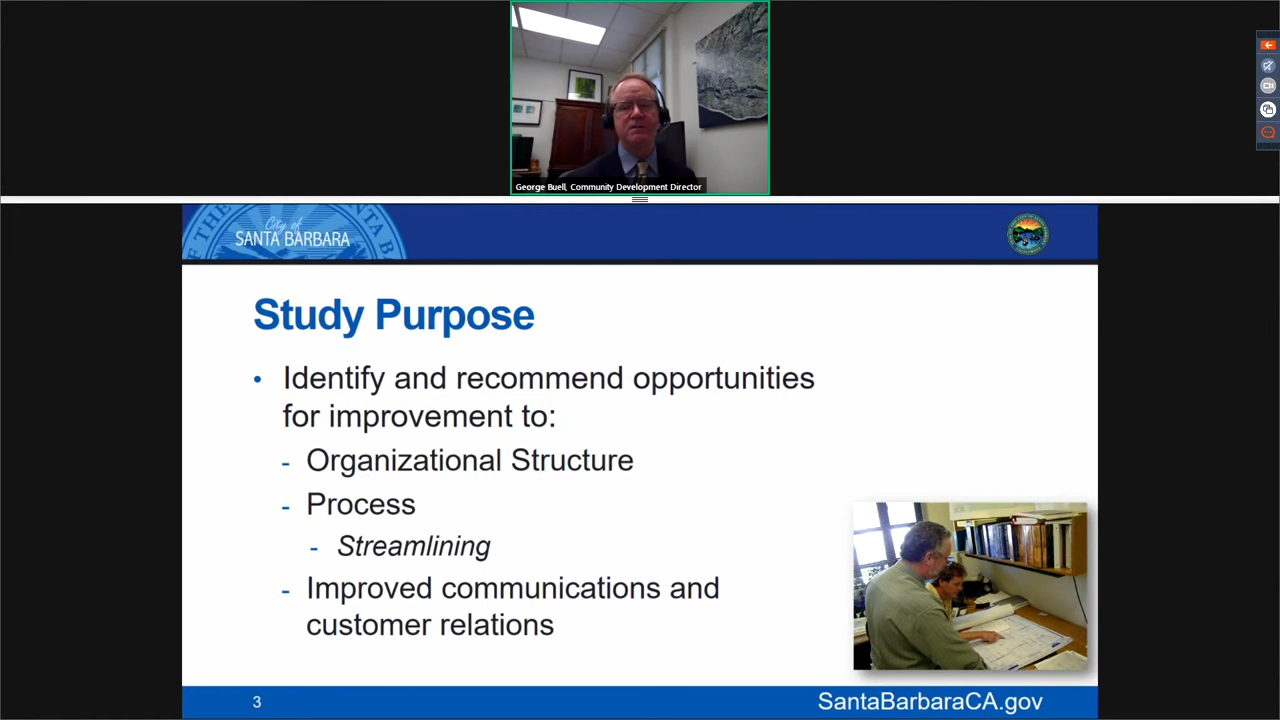 George Buell, Community Development Director
City of
SANTA BARBARA
Study Purpose
• Identify and recommend opportunities
for improvement to:
- Organizational Structure
- Process
- Streamlining
- Improved communications and
customer relations
3
SantaBarbaraCA.gov